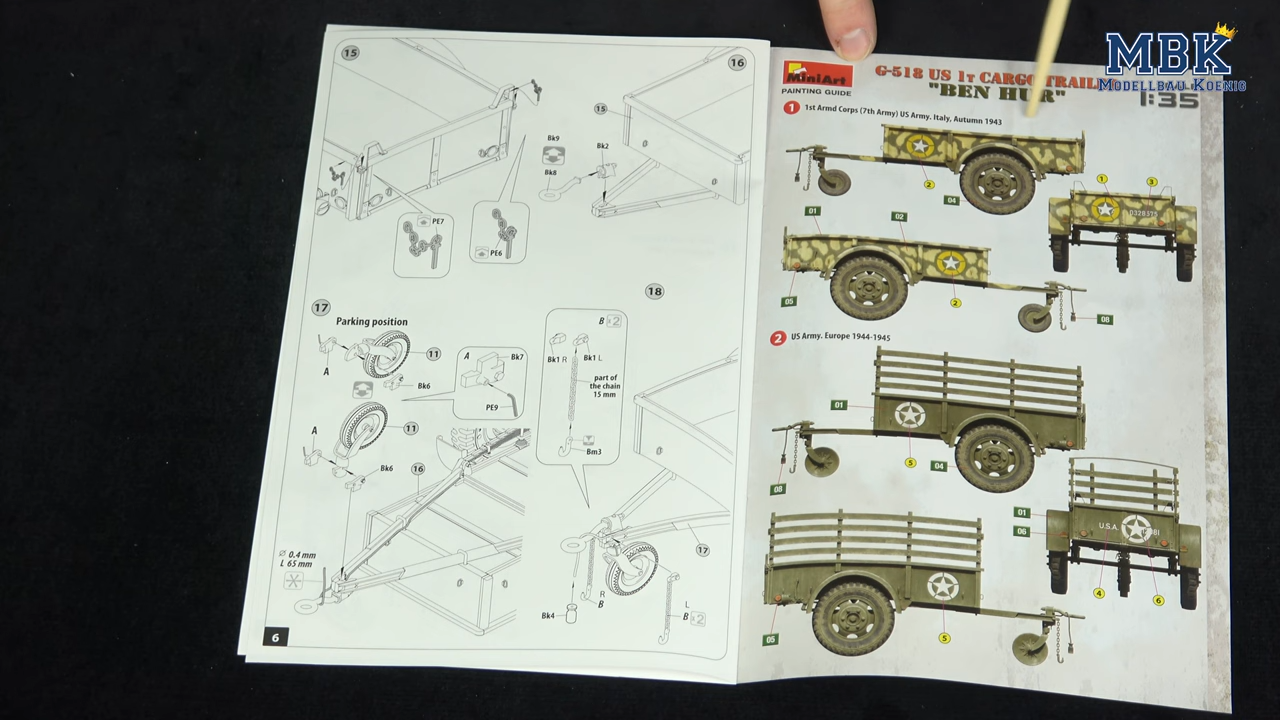 15
16
15
Bk9
Bk2
Bk8
PE7
PE6
17
Parking position
11
A
A
Bk7
Bk6
PE9
11
A
Bk6
16
Ø 0.4 mm
L 65 mm
6
18
B 2
Bk1 R
Bk1 L
part of
the chain
15 mm
Bm3
18
17
R
B
Bk4
L
B 2
MBK
MODELLBAU KOENIG
MiniArt
PAINTING GUIDE
G-518 US 1T CARGO
"BEN HUR"
1:35
1 1st Armd Corps (7th Army) US Army. Italy, Autumn 1943
2
04
1
3
0328375
01
02
05
2
08
2 US Army. Europe 1944-1945
01
5
04
08
01
06
U.S.A.
4
6
05
5